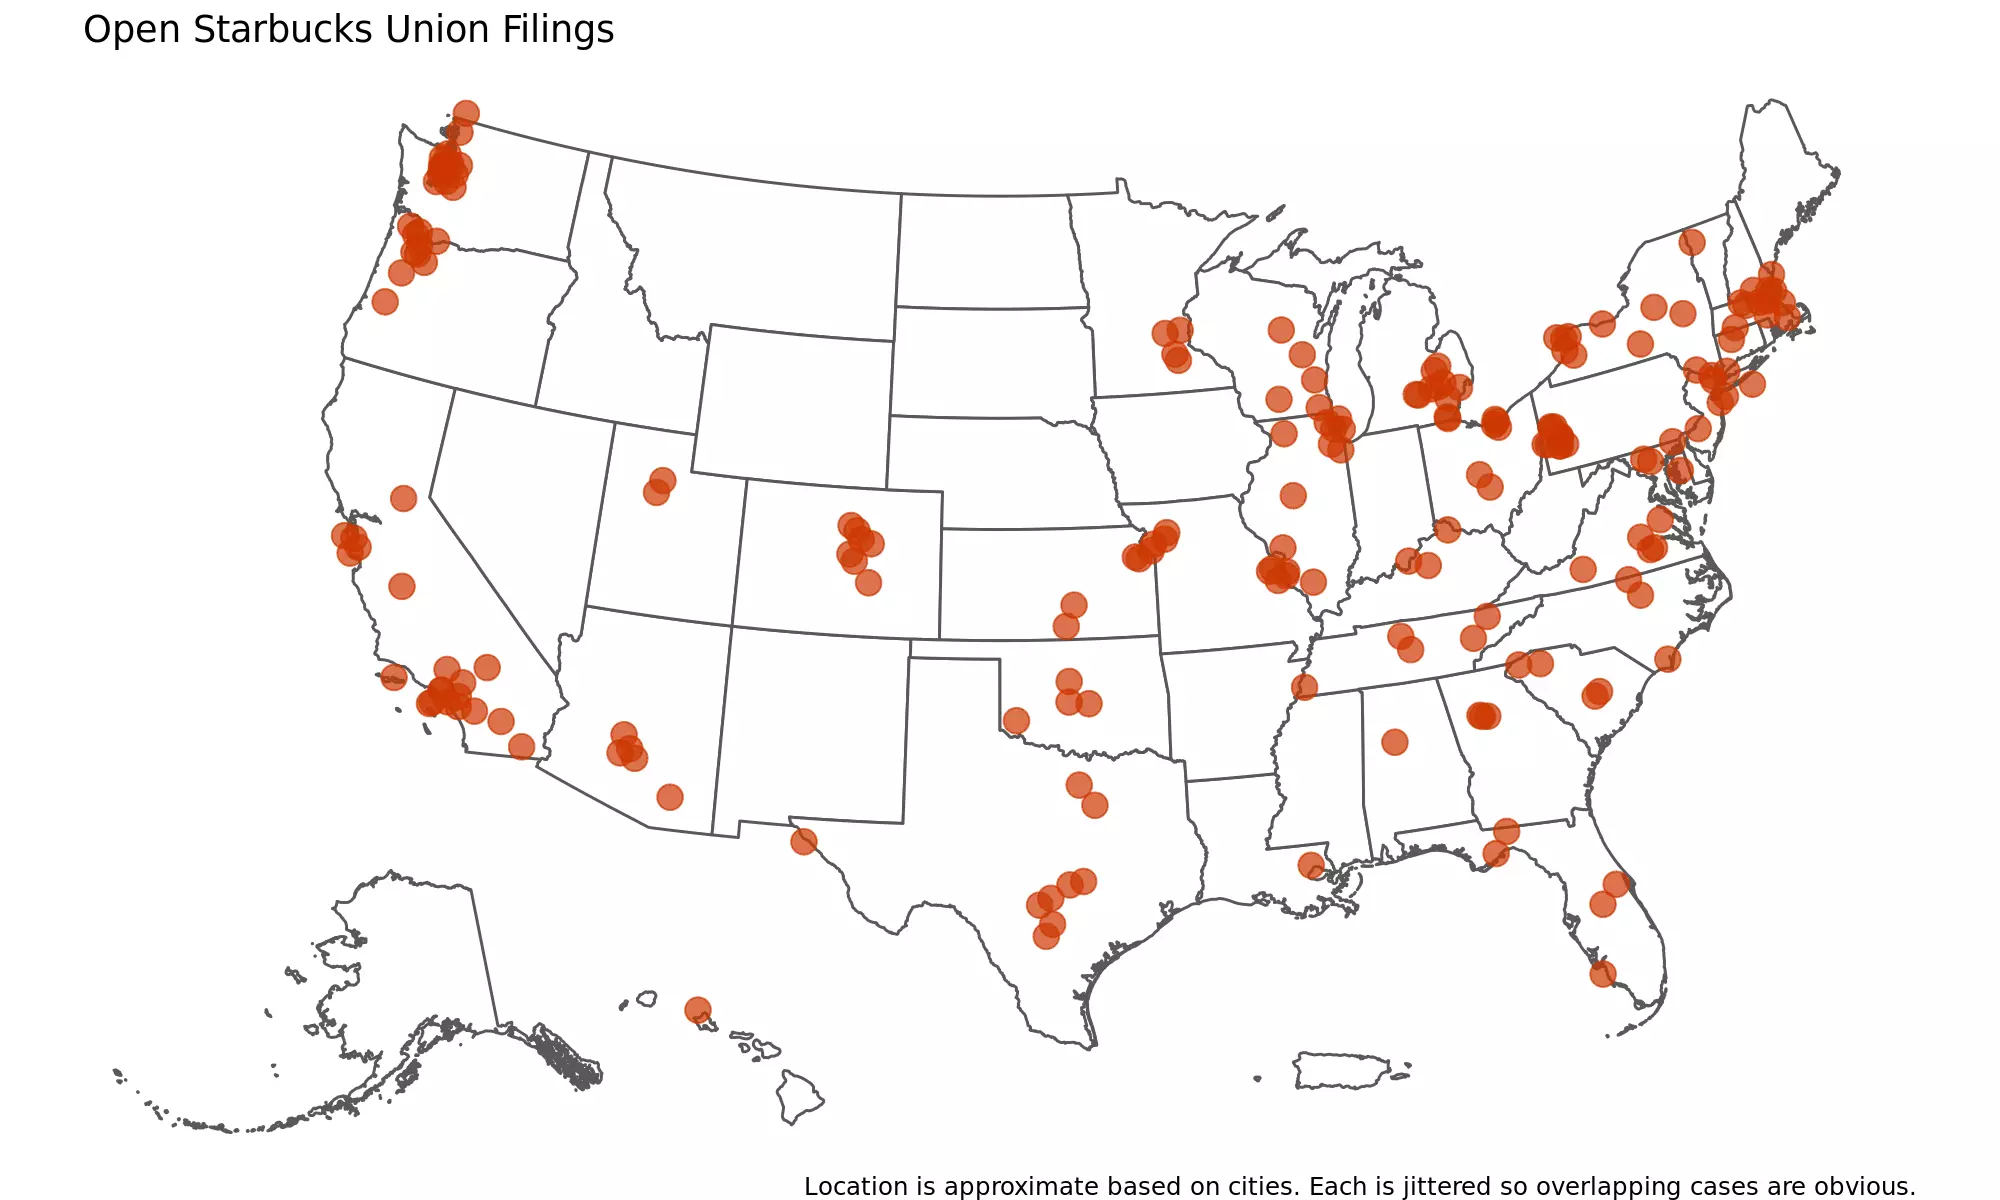 Open Starbucks Union Filings
Location is approximate based on cities. Each is jittered so overlapping cases are obvious.